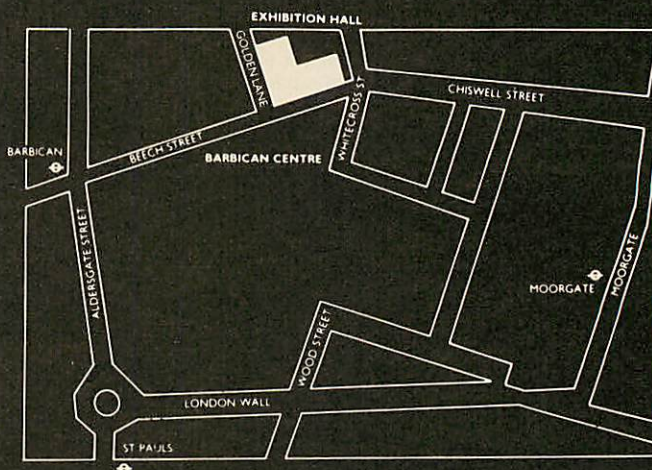 EXHIBITION HALL
GOLDEN LANE
CHISWELL STREET
WHITECROSS ST
BARBICAN
BEECH STREET
BARBICAN CENTRE
ALDERSGATE STREET
MOORGATE
MOORGATE
WOOD STREET
LONDON WALL
ST PAULS